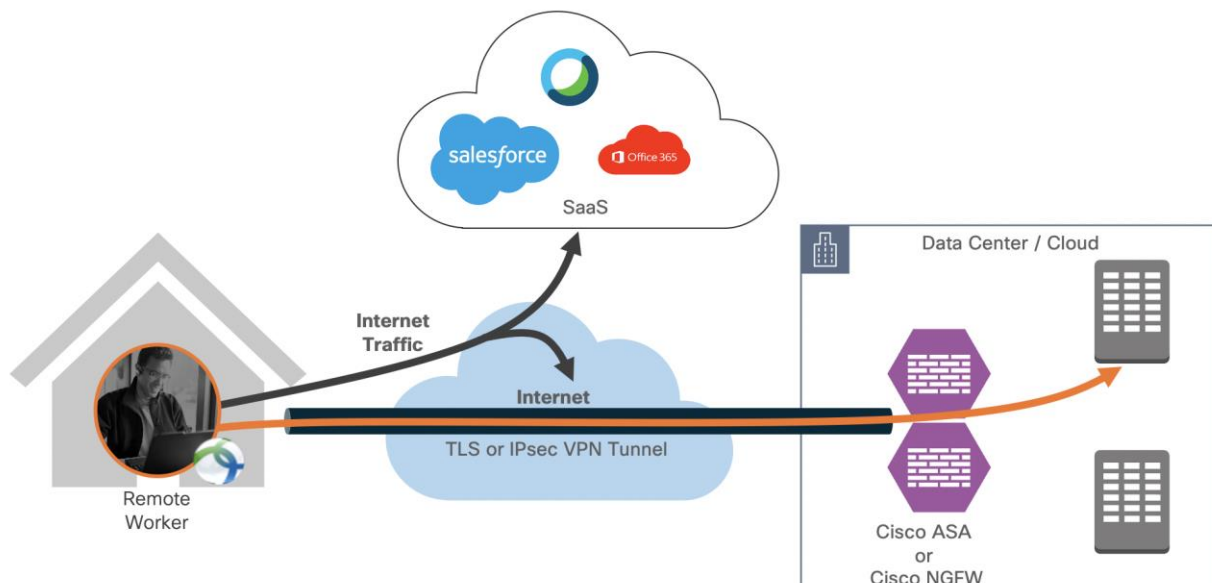 salesforce
Office 365
SaaS
Data Center / Cloud
Internet
Traffic
Internet
TLS or IPsec VPN Tunnel
Remote
Worker
Cisco ASA
or
Cisco NGFW